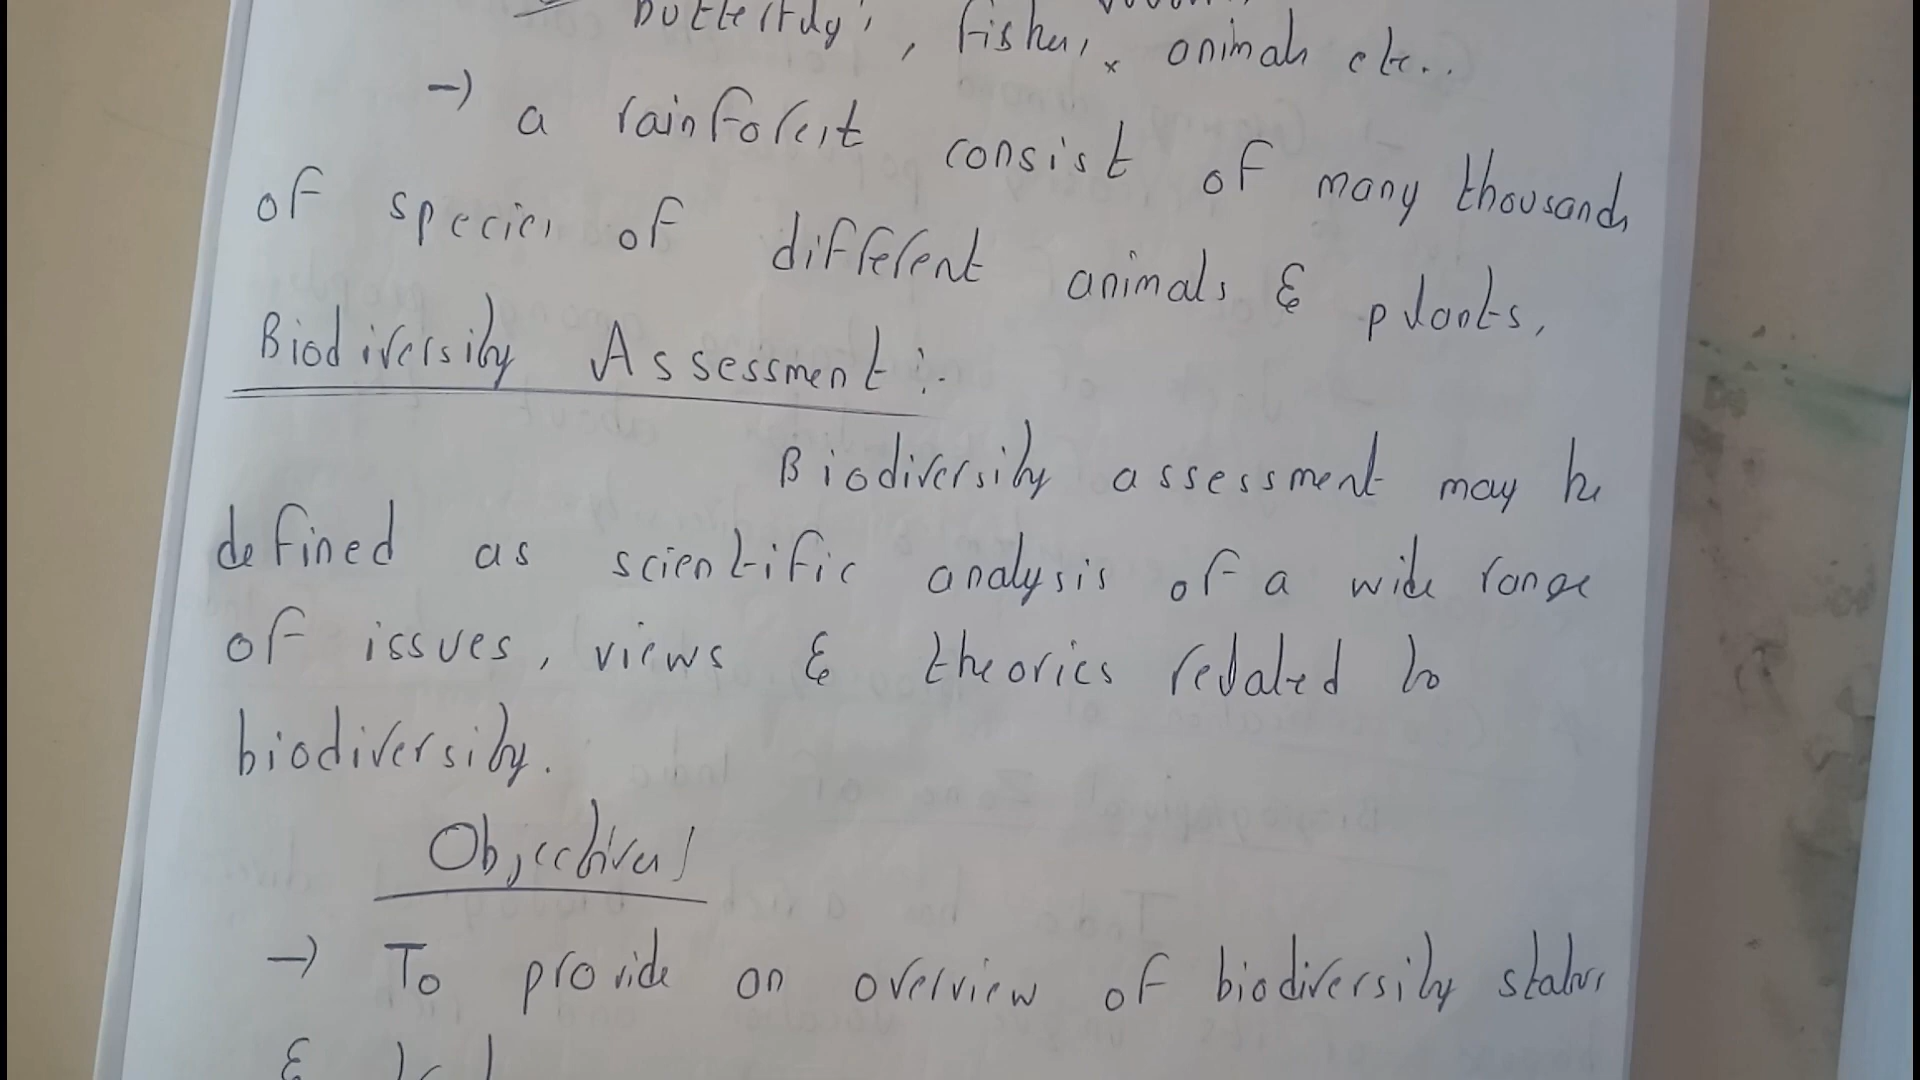 butterfly's, fishes, animals etc..
→ a rainforest consist of many thousands
of species of different animals & plants,
Biodiversity Assessment :-
Biodiversity assessment may be
defined as scientific analysis of a wide range
of issues, views & theories related to
biodiversity.
Objectives
→ To provide an overview of biodiversity status
&